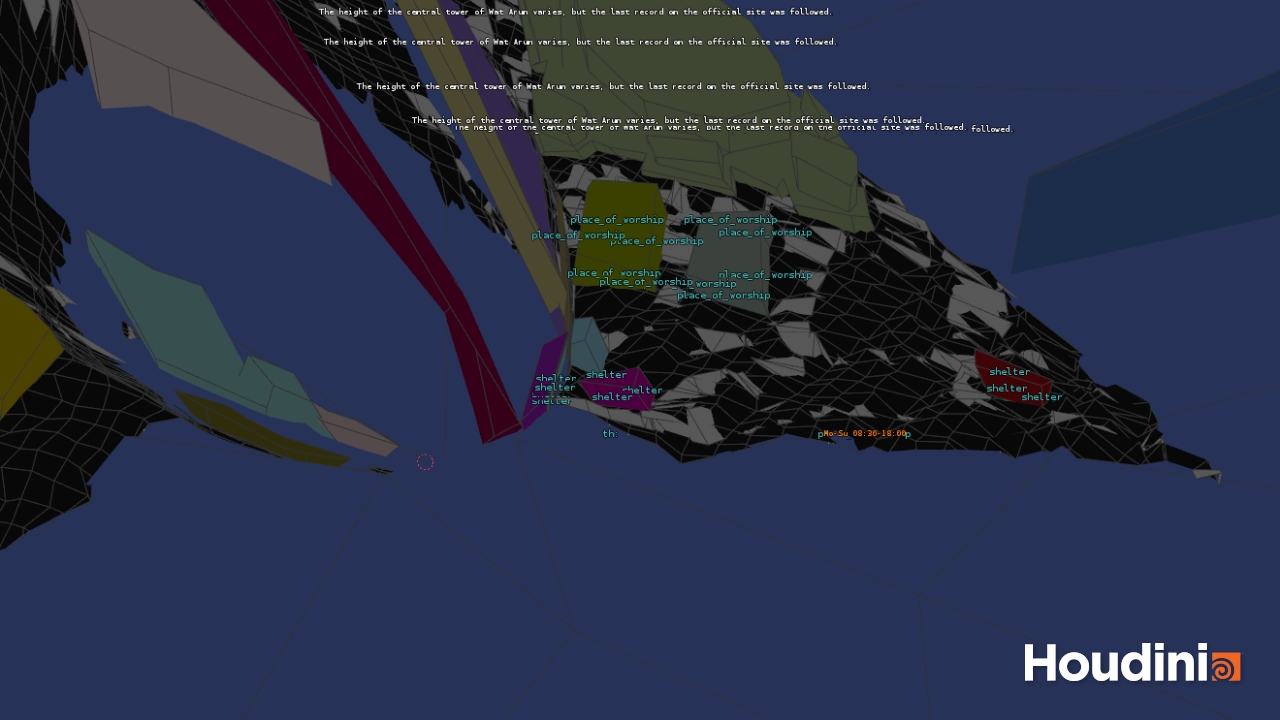 The height of the central tower of Wat Arun varies, but the last record on the official site was followed.
The height of the central tower of Wat Arun varies, but the last record on the official site was followed.
The height of the central tower of Wat Arun varies, but the last record on the official site was followed.
The height of the central tower of Wat Arun varies, but the last record on the official site was followed.
The height of the central tower of Wat Arun varies, but the last record on the official site was followed.
followed.
place_of_worship
place_of_worship
place_of_worship
place_of_worship
place_of_worship
place_of_worship
place_of_worship
place_of_worship
worship
place_of_worship
shelter
shelter
shelter
shelter
shelter
shelter
shelter
shelter
shelter
shelter
Mo-Su 08:30-18:00
Houdini